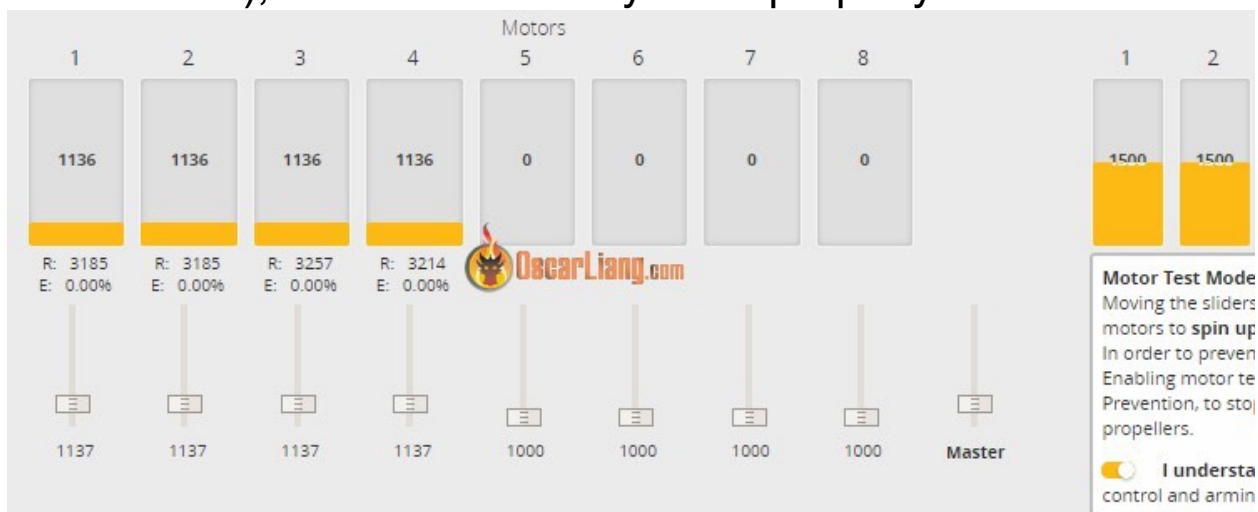 Motors
1 2 3 4 5 6 7 8 1 2
1136 1136 1136 1136 0 0 0 0 1500 1500
R: 3185 R: 3185 R: 3257 R: 3214
E: 0.00% E: 0.00% E: 0.00% E: 0.00%
OscarLiang.com
1137 1137 1137 1137 1000 1000 1000 1000 Master
Motor Test Mode
Moving the sliders
motors to spin up
In order to preven
Enabling motor te
Prevention, to sto
propellers.
I understa
control and armin